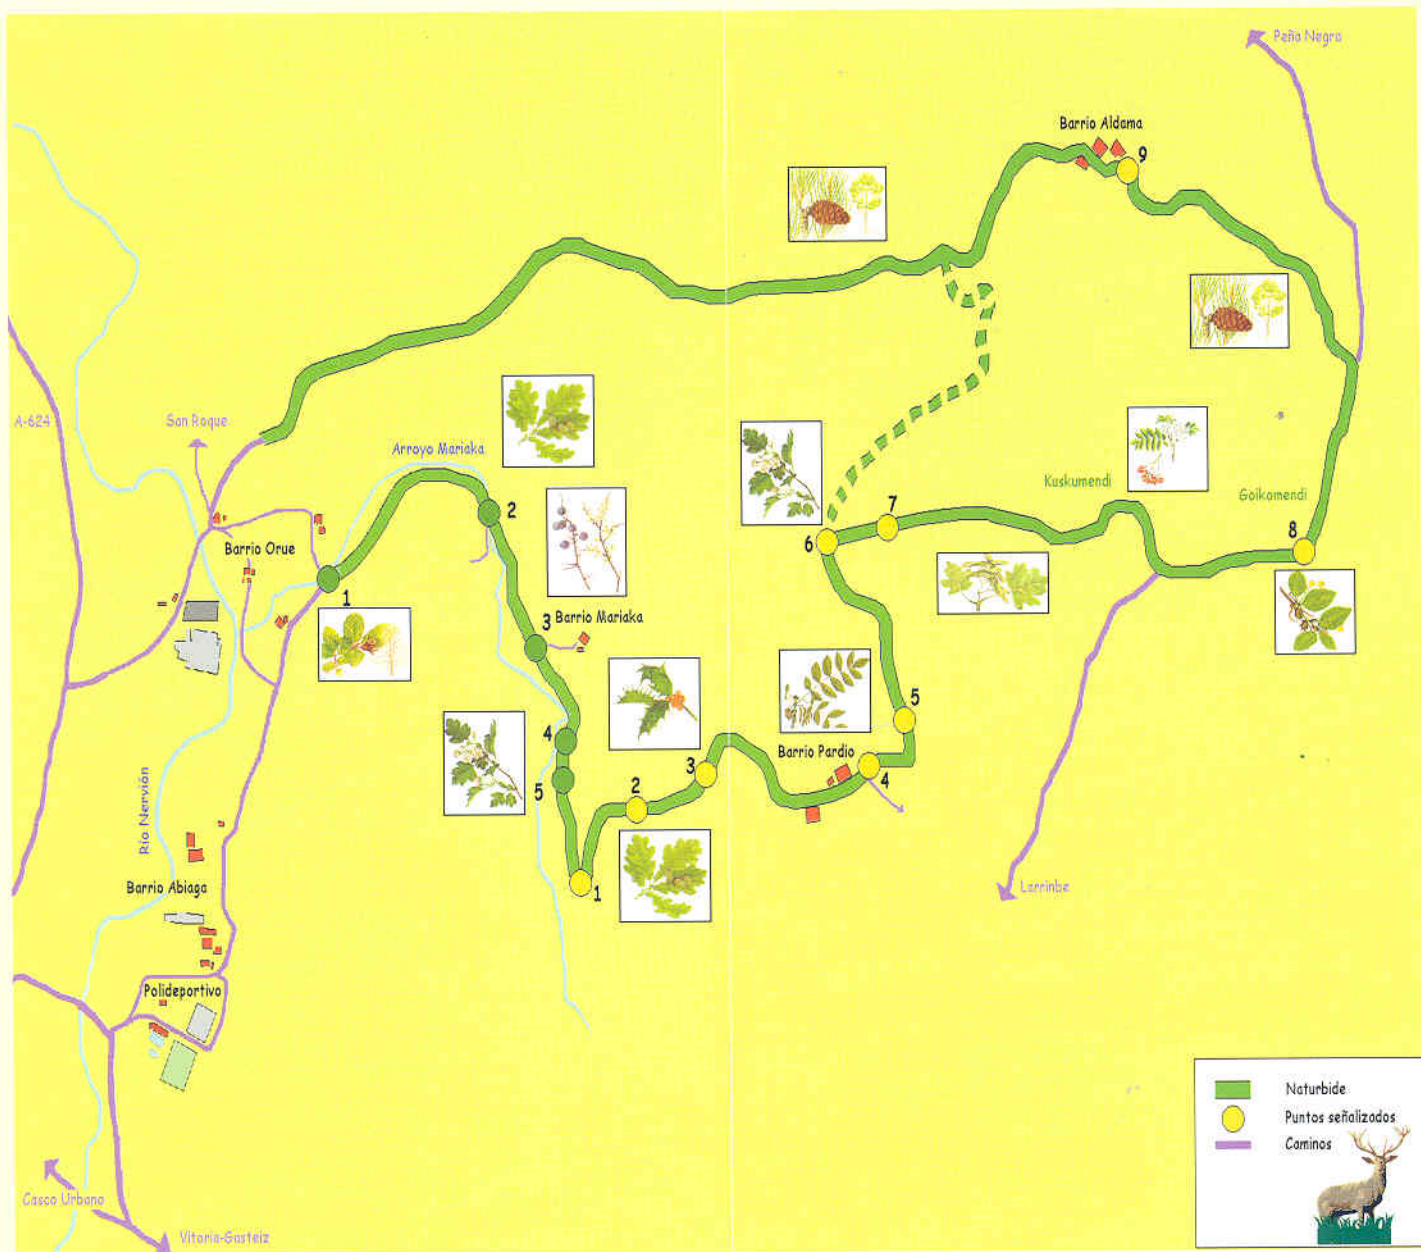 Peña Negra
Barrio Aldama
9
A-624
San Roque
Arroyo Mariaka
2
Kuskumendi
Goikomendi
7
8
6
Barrio Orue
1
3
Barrio Mariaka
5
4
Barrio Pardio
3
4
5
2
Río Nervión
1
Barrio Abiaga
Larrinbe
Polideportivo
Naturbide
Puntos señalizados
Caminos
Casco Urbano
Vitoria-Gasteiz